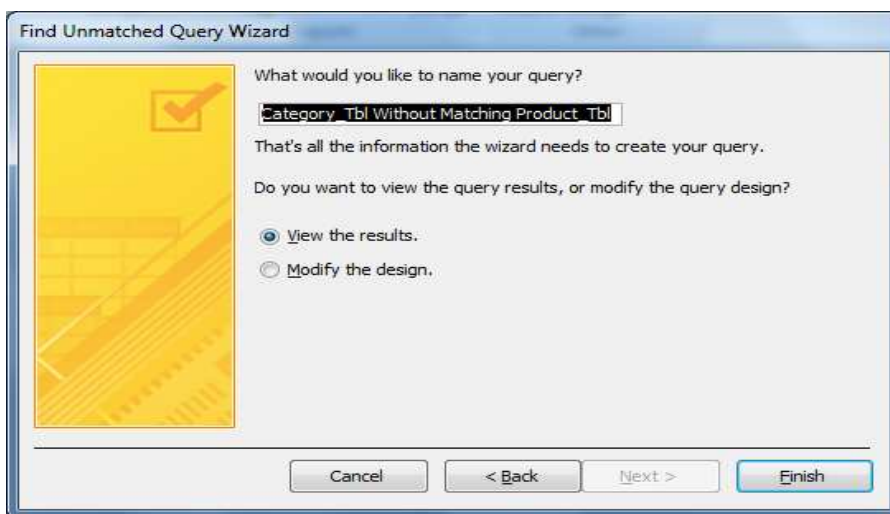 Find Unmatched Query Wizard
What would you like to name your query?
Category_Tbl Without Matching Product_Tbl
That's all the information the wizard needs to create your query.
Do you want to view the query results, or modify the query design?
View the results.
Modify the design.
Cancel
< Back
Next >
Finish